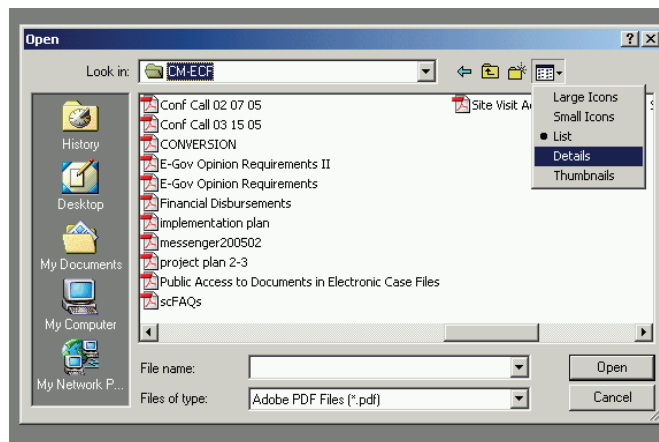 Open
Look in: CM-ECF
History
Desktop
My Documents
My Computer
My Network P...
Conf Call 02 07 05
Conf Call 03 15 05
CONVERSION
E-Gov Opinion Requirements II
E-Gov Opinion Requirements
Financial Disbursements
implementation plan
messenger200502
project plan 2-3
Public Access to Documents in Electronic Case Files
scFAQs
Site Visit
Large Icons
Small Icons
List
Details
Thumbnails
File name:
Open
Files of type: Adobe PDF Files (*.pdf)
Cancel